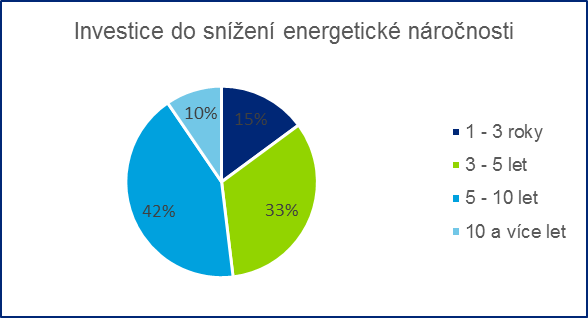 Investice do snížení energetické náročnosti
10%
15%
42%
33%
1 - 3 roky
3 - 5 let
5 - 10 let
10 a více let